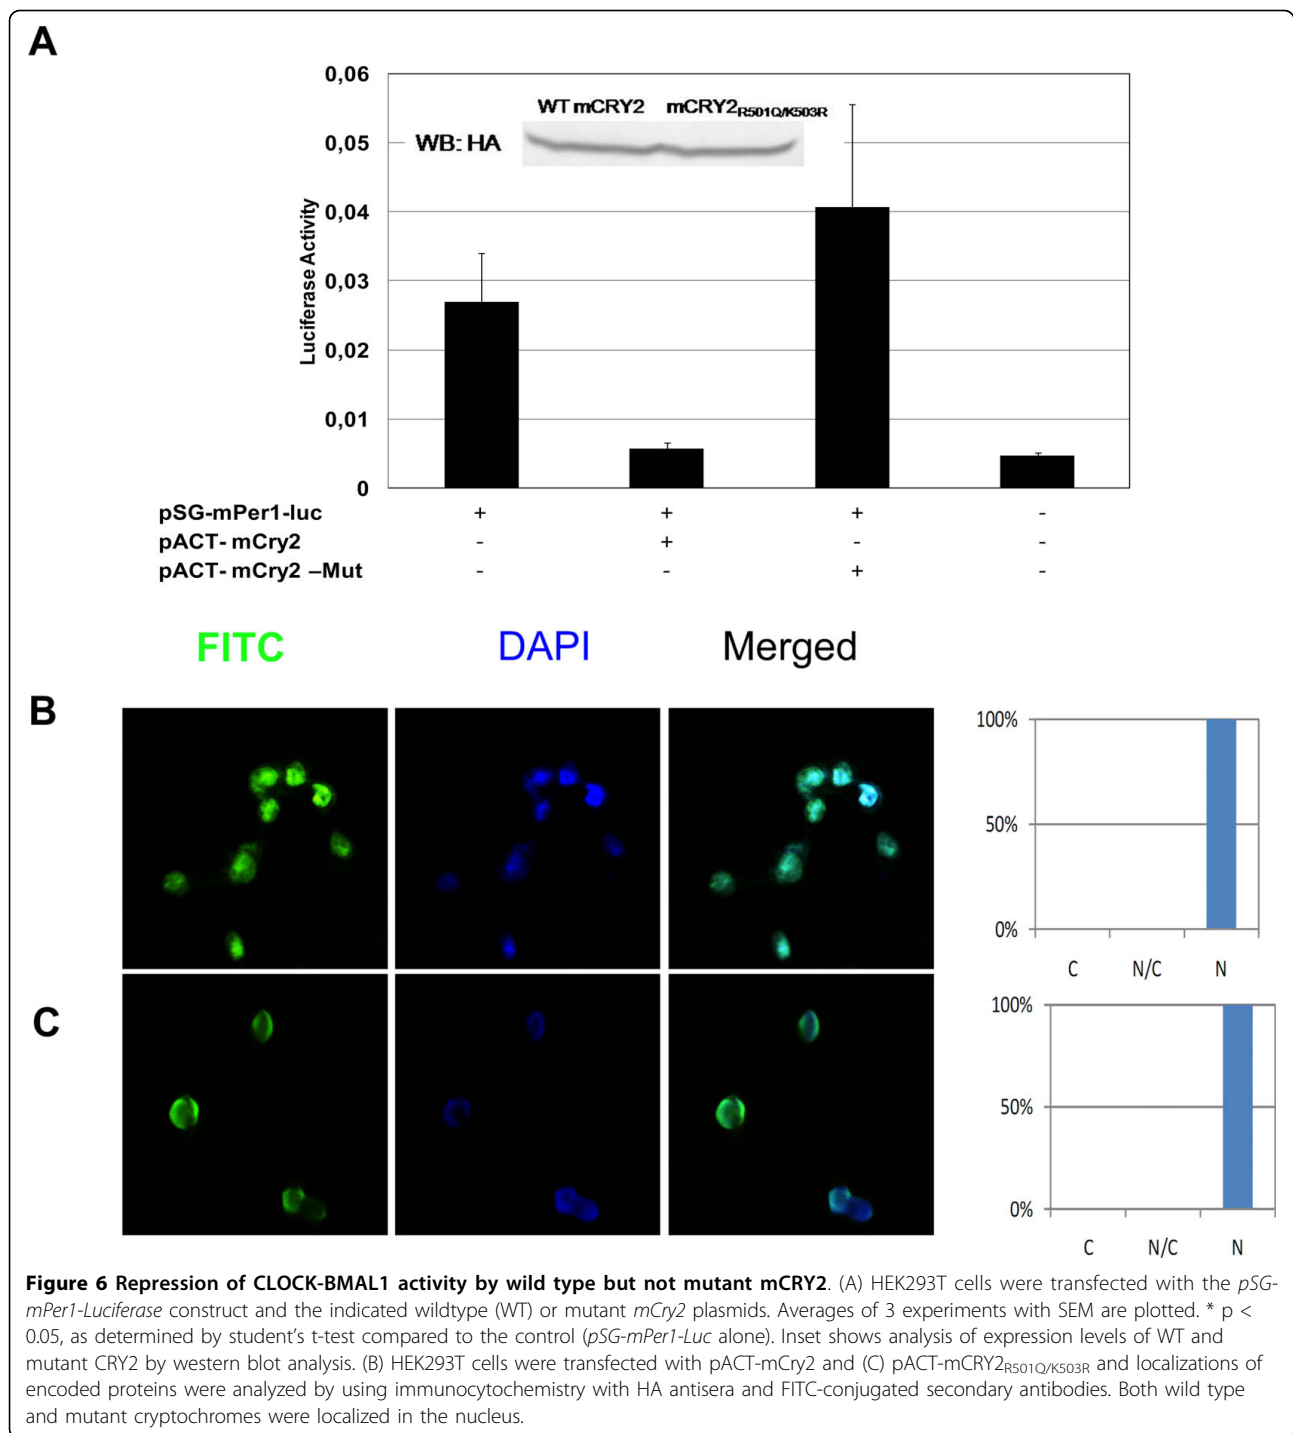 A
0,06
0,05
0,04
0,03
0,02
0,01
0
Luciferase Activity
WT mCRY2 mCRY2R501Q/K503R
WB: HA
pSG-mPer1-luc + + + -
pACT- mCry2 - + - -
pACT- mCry2 –Mut - - + -
FITC DAPI Merged
B
100%
50%
0%
C N/C N
C
100%
50%
0%
C N/C N
Figure 6 Repression of CLOCK-BMAL1 activity by wild type but not mutant mCRY2. (A) HEK293T cells were transfected with the pSG-
mPer1-Luciferase construct and the indicated wildtype (WT) or mutant mCry2 plasmids. Averages of 3 experiments with SEM are plotted. * p <
0.05, as determined by student's t-test compared to the control (pSG-mPer1-Luc alone). Inset shows analysis of expression levels of WT and
mutant CRY2 by western blot analysis. (B) HEK293T cells were transfected with pACT-mCry2 and (C) pACT-mCRY2R501Q/K503R and localizations of
encoded proteins were analyzed by using immunocytochemistry with HA antisera and FITC-conjugated secondary antibodies. Both wild type
and mutant cryptochromes were localized in the nucleus.